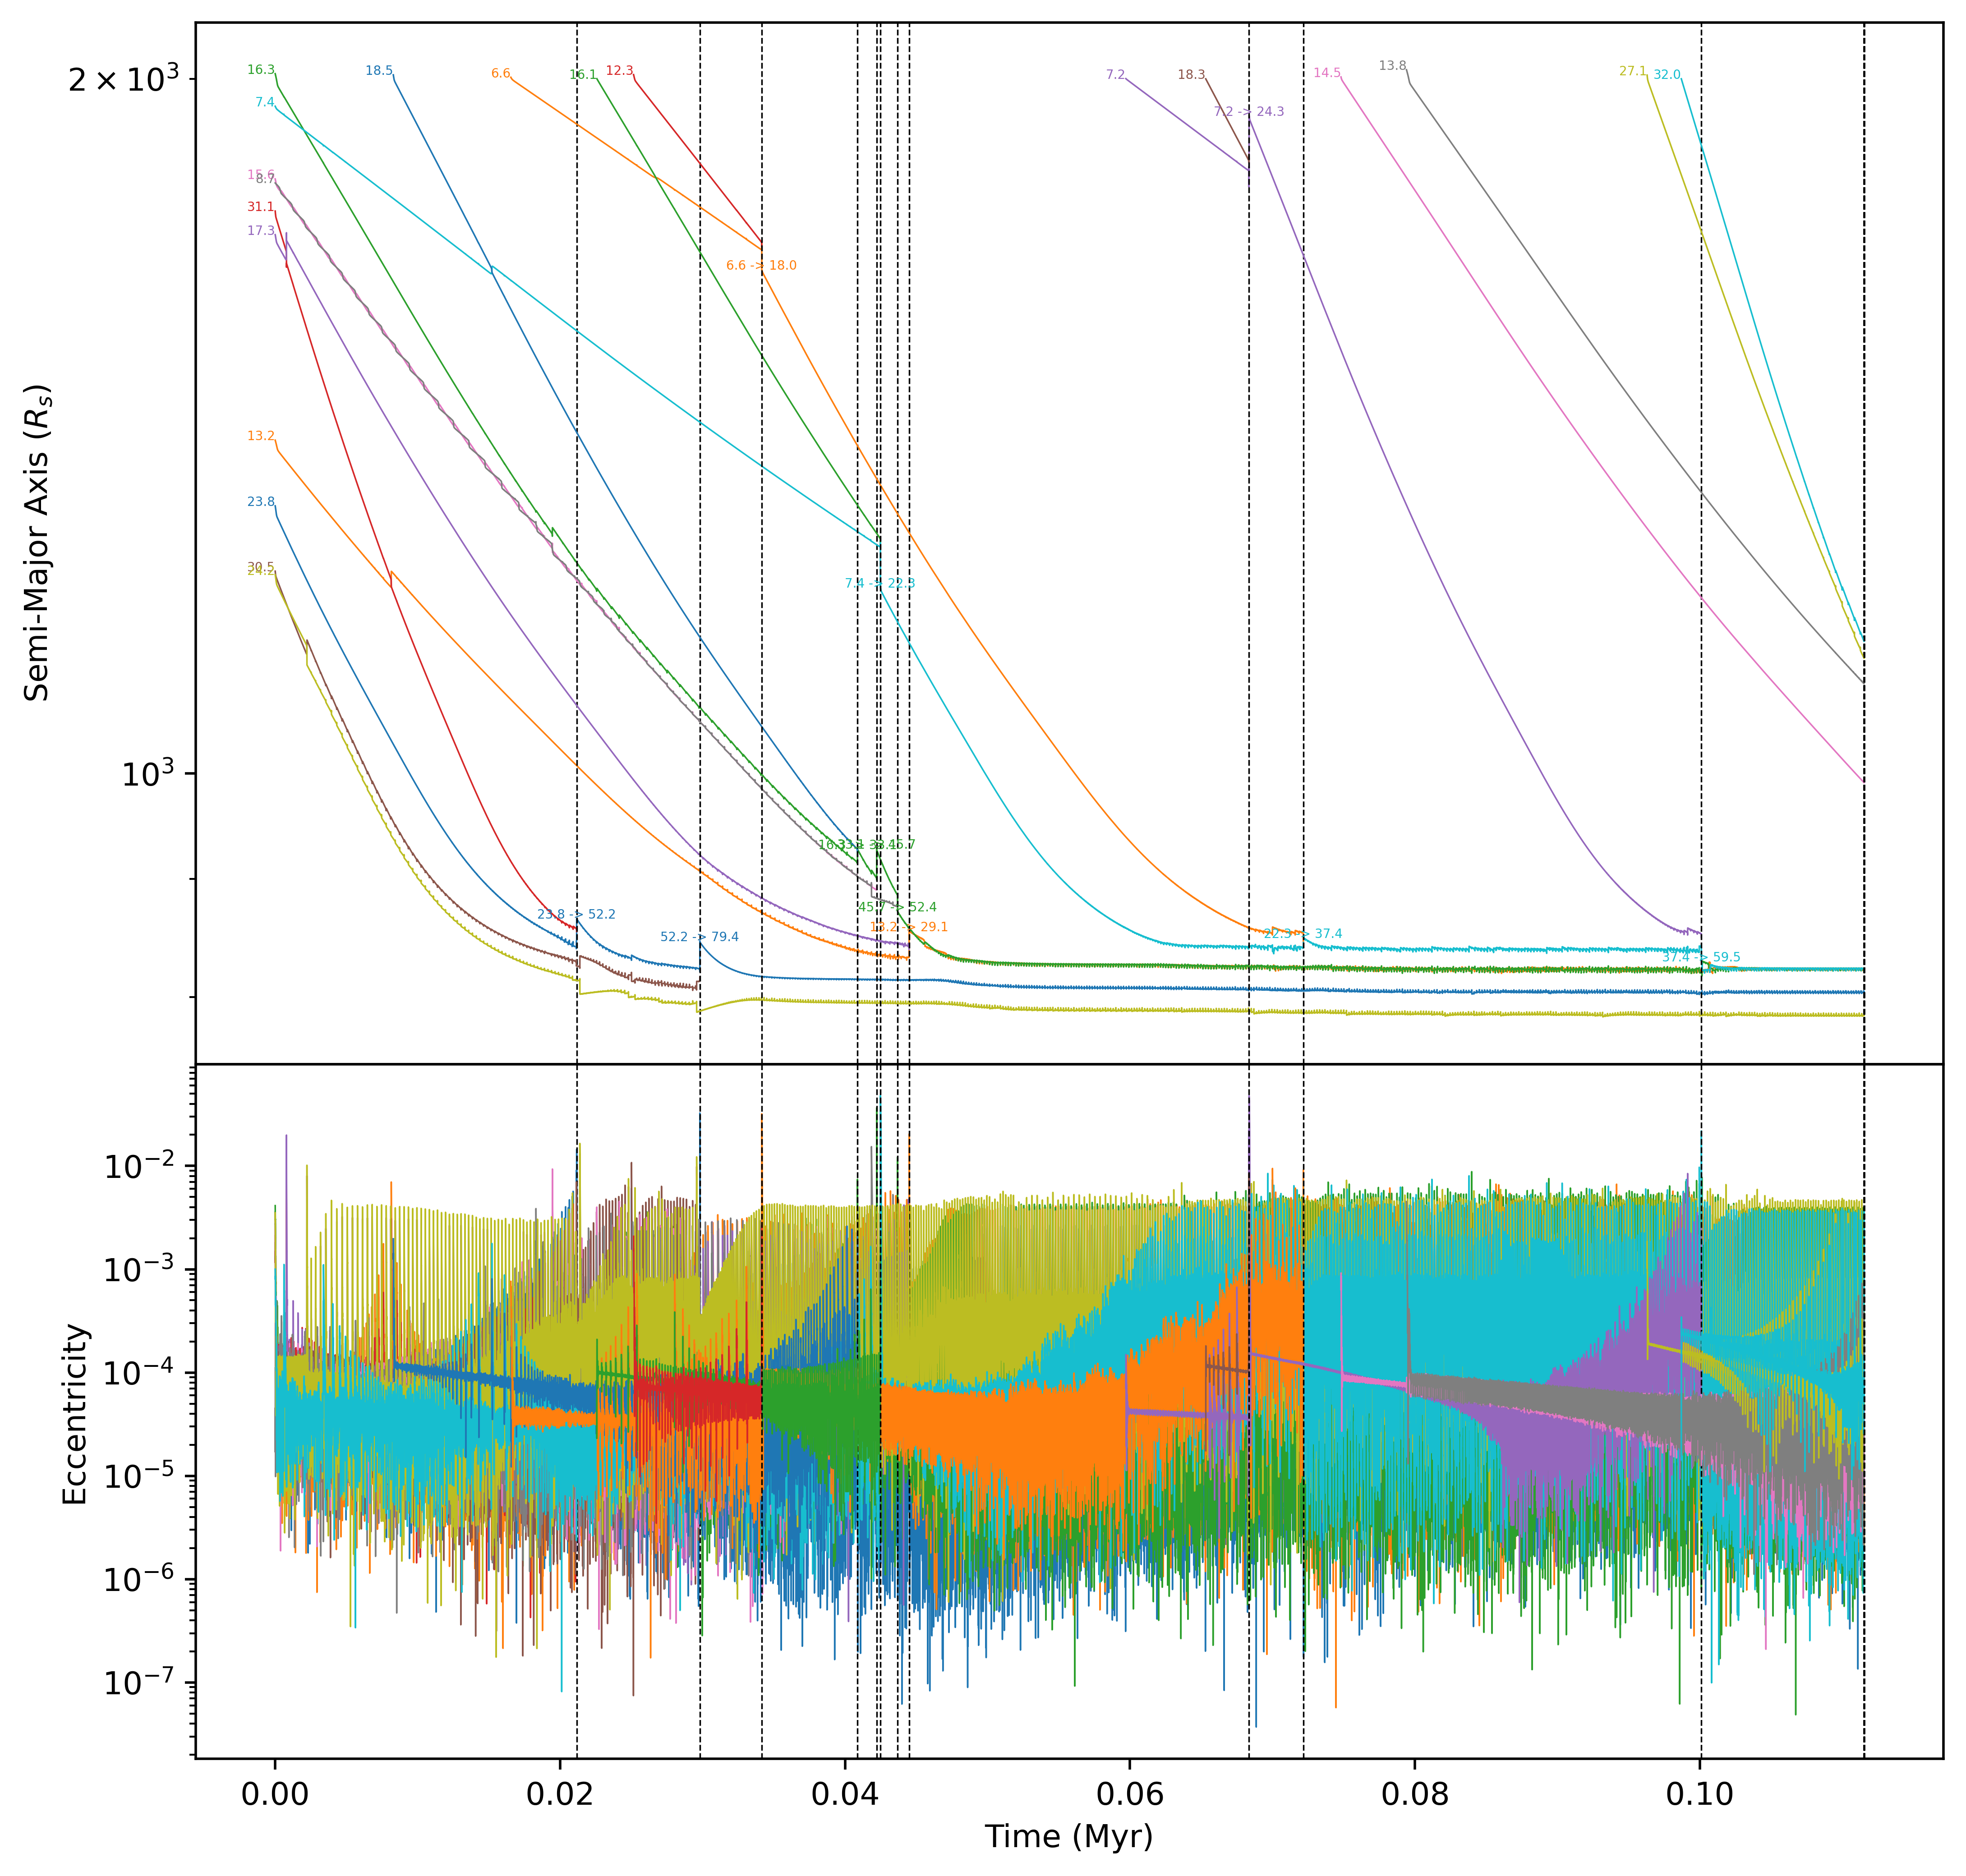 2 × 10³
10³
Semi-Major Axis (Rₛ)
16.3
7.4
18.5
6.6
16.1
12.3
7.2
18.3
7.2 -> 24.3
14.5
13.8
27.1
32.0
8.7
31.1
17.3
6.6 -> 18.0
13.2
23.8
30.5
24.2
7.4 -> 22.3
45.7 -> 52.4
13.2 -> 29.1
23.8 -> 52.2
52.2 -> 79.4
22.3 -> 37.4
37.4 -> 59.5
10⁻²
10⁻³
10⁻⁴
10⁻⁵
10⁻⁶
10⁻⁷
Eccentricity
0.00
0.02
0.04
0.06
0.08
0.10
Time (Myr)